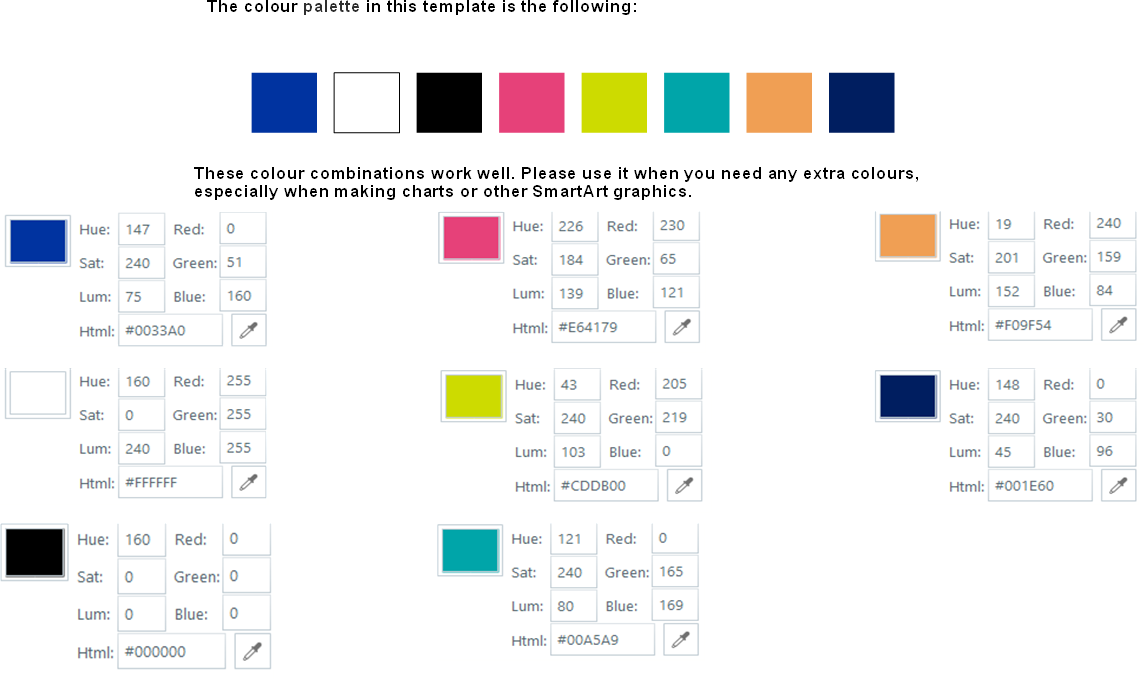 The colour palette in this template is the following:
These colour combinations work well. Please use it when you need any extra colours,
especially when making charts or other SmartArt graphics.
Hue: 147 Red: 0
Sat: 240 Green: 51
Lum: 75 Blue: 160
Html: #0033A0
Hue: 226 Red: 230
Sat: 184 Green: 65
Lum: 139 Blue: 121
Html: #E64179
Hue: 19 Red: 240
Sat: 201 Green: 159
Lum: 152 Blue: 84
Html: #F09F54
Hue: 160 Red: 255
Sat: 0 Green: 255
Lum: 240 Blue: 255
Html: #FFFFFF
Hue: 43 Red: 205
Sat: 240 Green: 219
Lum: 103 Blue: 0
Html: #CDDB00
Hue: 148 Red: 0
Sat: 240 Green: 30
Lum: 45 Blue: 96
Html: #001E60
Hue: 160 Red: 0
Sat: 0 Green: 0
Lum: 0 Blue: 0
Html: #000000
Hue: 121 Red: 0
Sat: 240 Green: 165
Lum: 80 Blue: 169
Html: #00A5A9